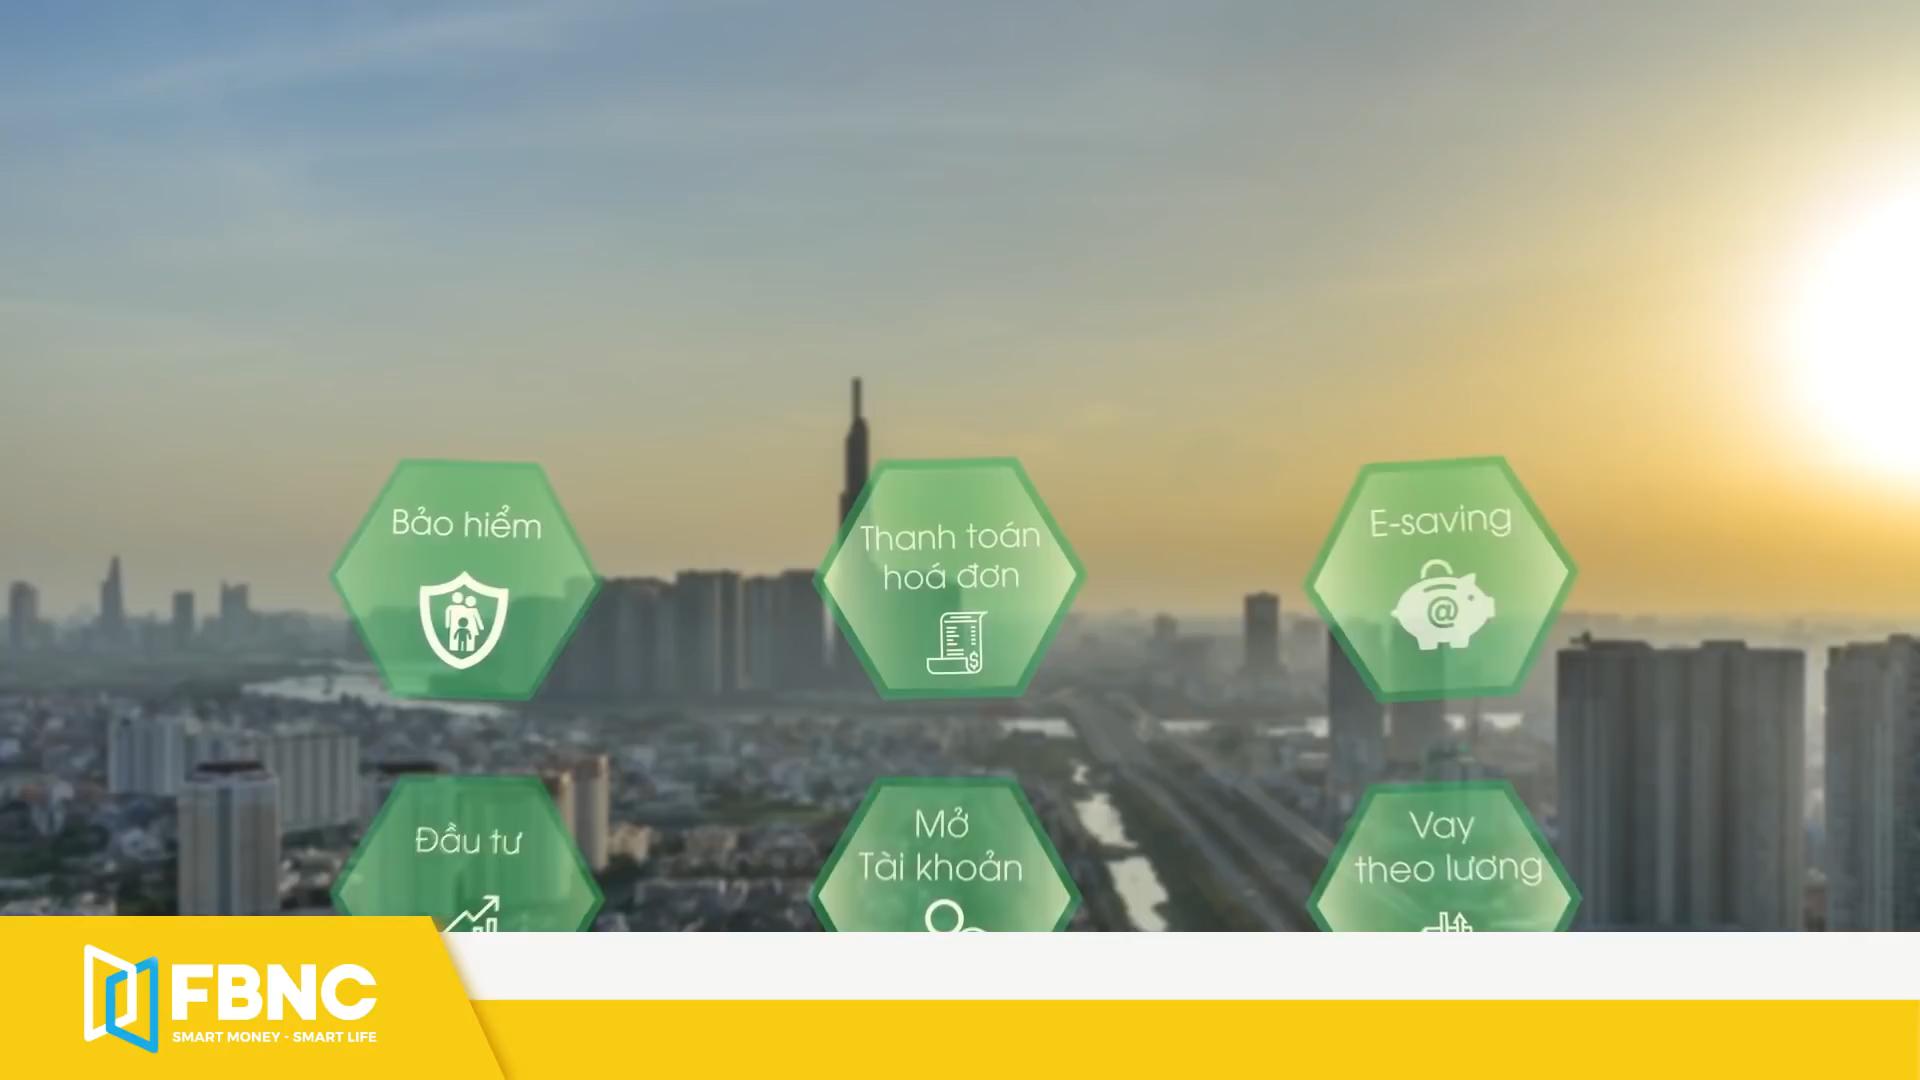 Bảo hiểm
Thanh toán
hoá đơn
E-saving
@
$
Đầu tư
Mở
Tài khoản
Vay
theo lương
FBNC
SMART MONEY - SMART LIFE